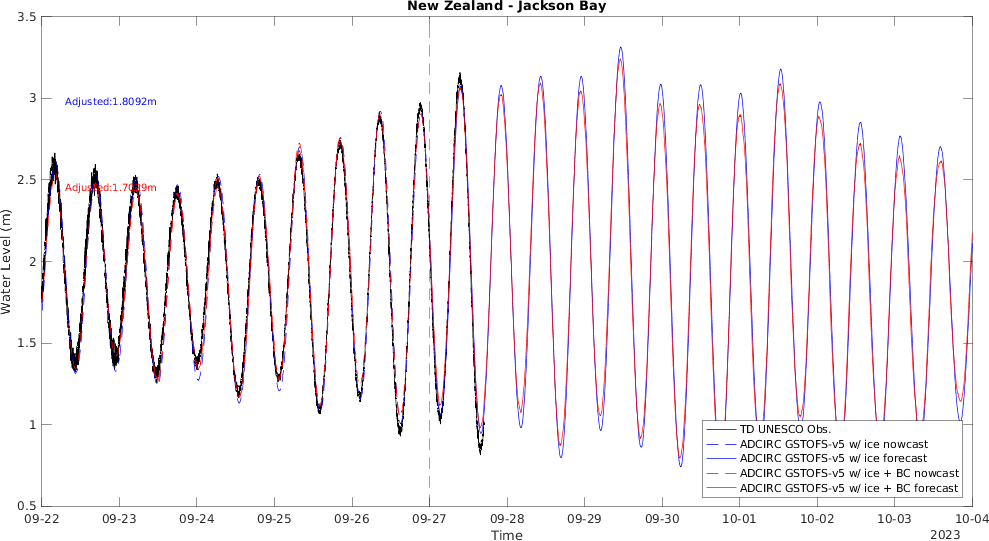 New Zealand - Jackson Bay
3.5
3
2.5
2
1.5
1
0.5
Water Level (m)
Adjusted:1.8092m
TD UNESCO Obs.
ADCIRC GSTOFS-v5 w/ ice nowcast
ADCIRC GSTOFS-v5 w/ ice forecast
ADCIRC GSTOFS-v5 w/ ice + BC nowcast
ADCIRC GSTOFS-v5 w/ ice + BC forecast
09-22 09-23 09-24 09-25 09-26 09-27 09-28 09-29 09-30 10-01 10-02 10-03 10-04
Time
2023